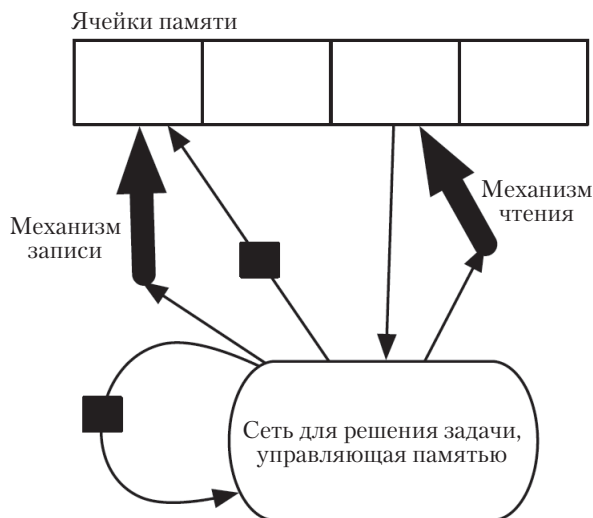 Ячейки памяти
Механизм
записи
Механизм
чтения
Сеть для решения задачи,
управляющая памятью